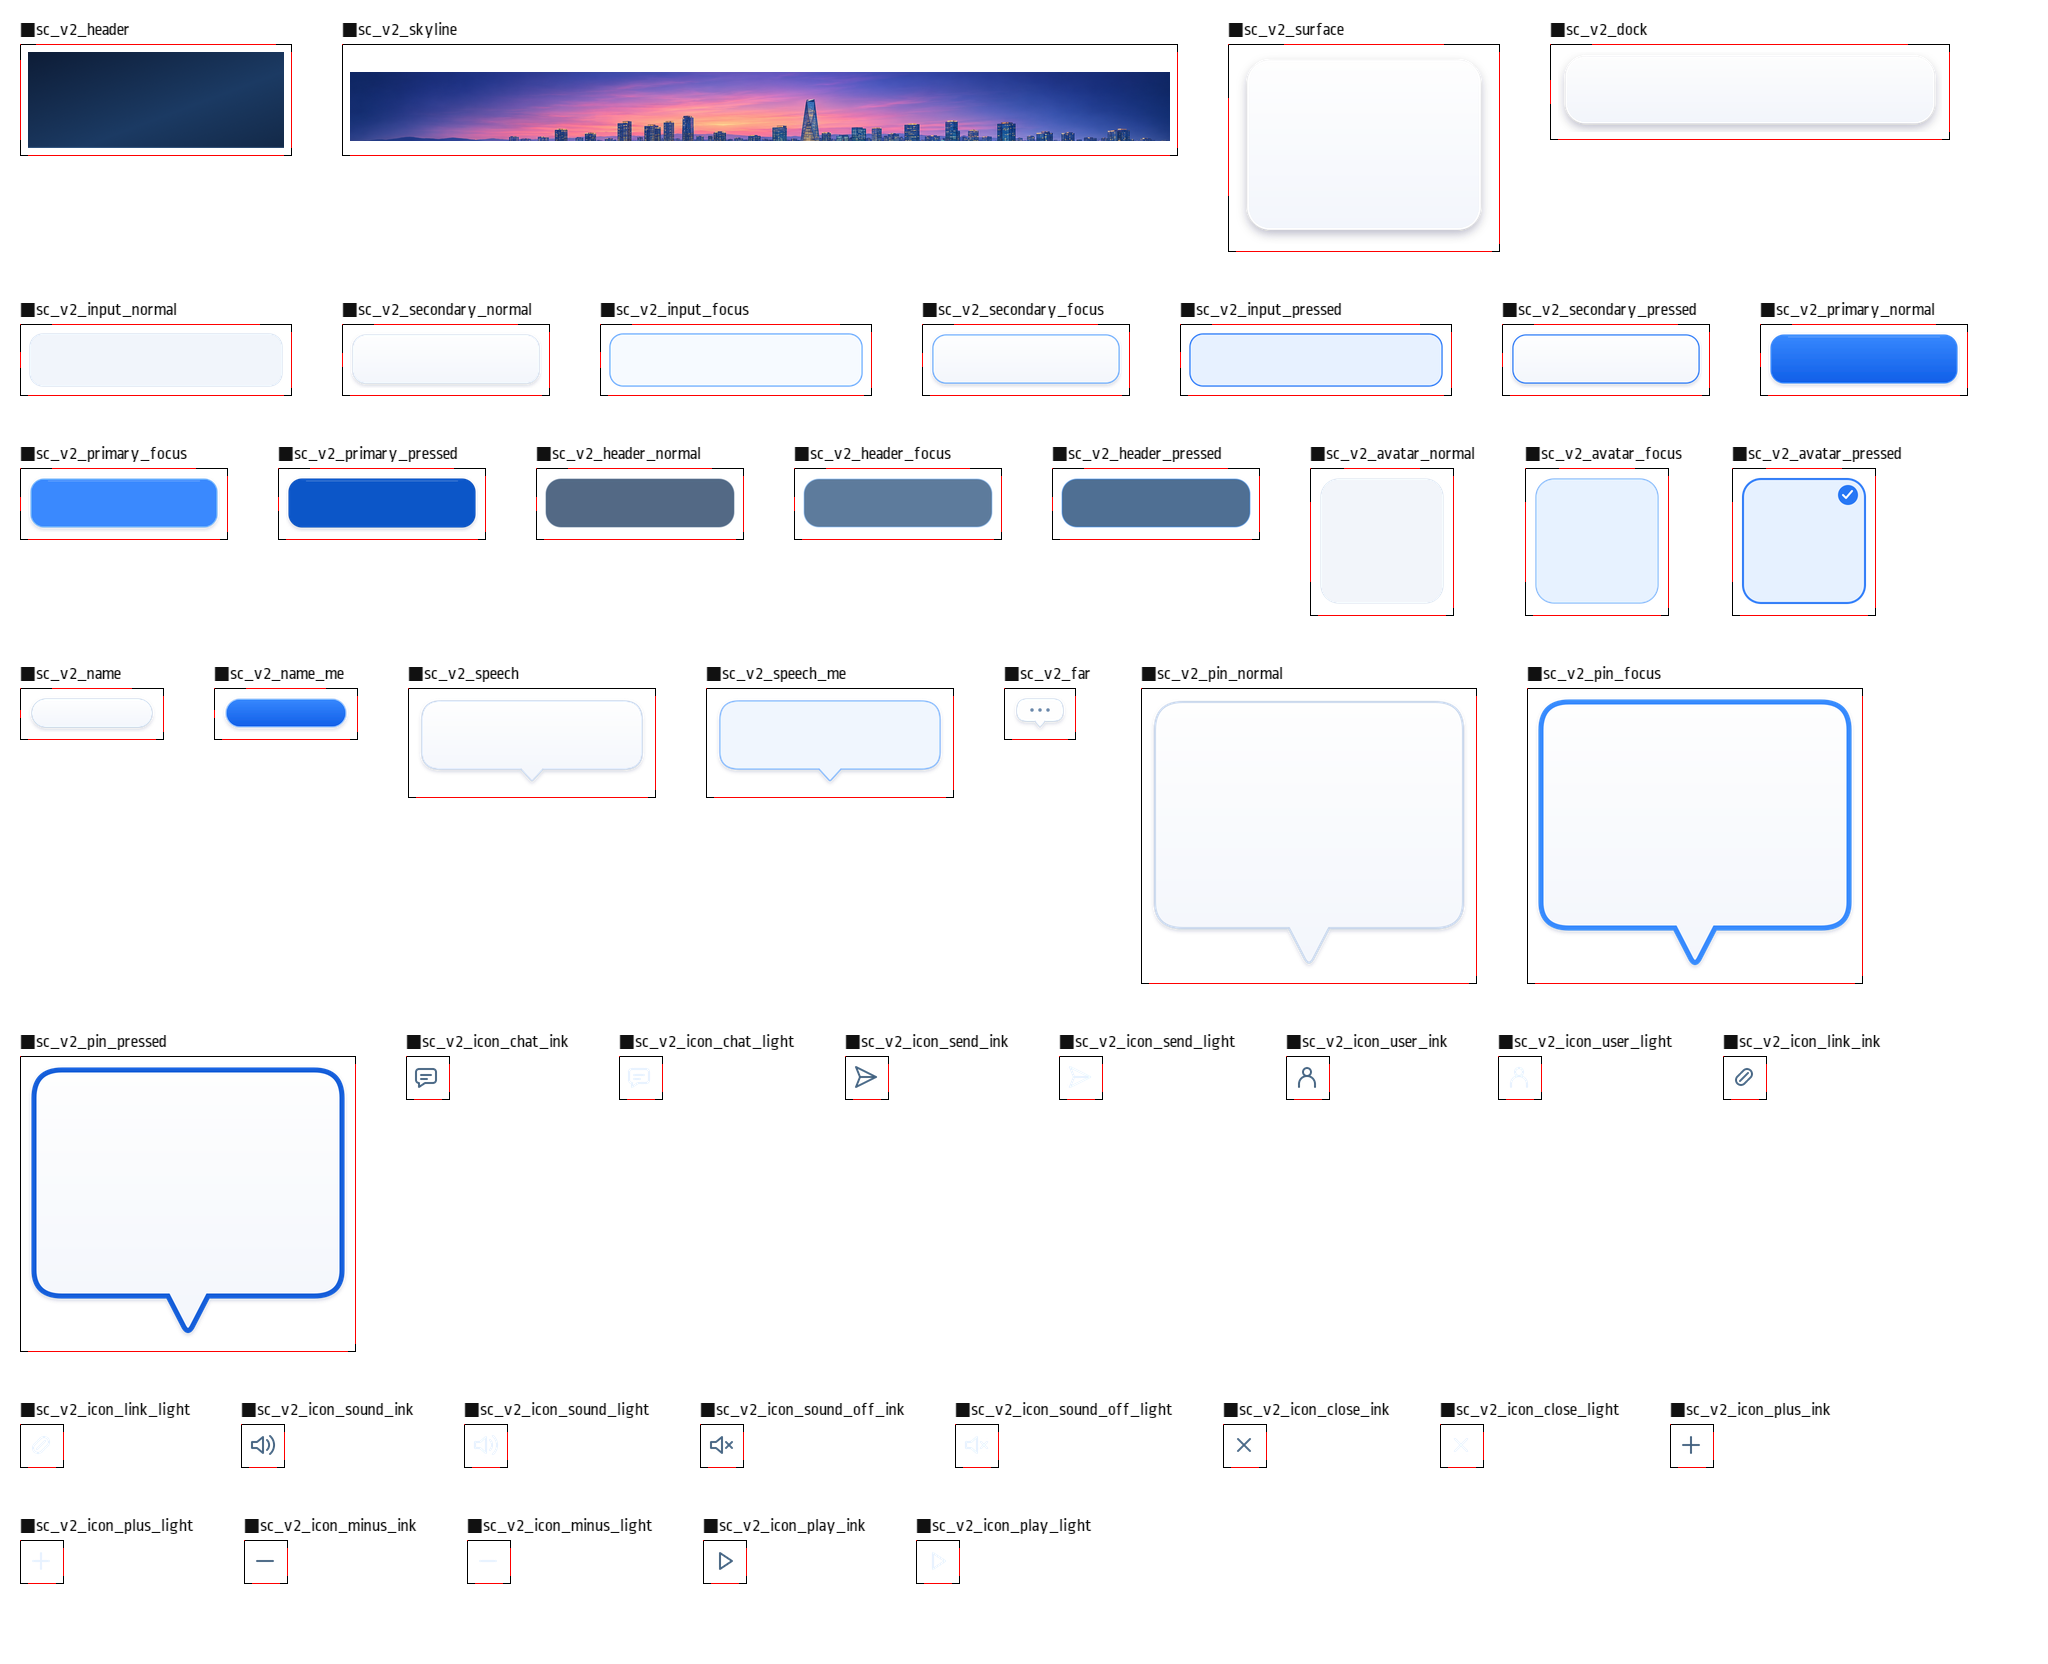 ■sc_v2_header
■sc_v2_skyline
■sc_v2_surface
■sc_v2_dock
■sc_v2_input_normal
■sc_v2_secondary_normal
■sc_v2_input_focus
■sc_v2_secondary_focus
■sc_v2_input_pressed
■sc_v2_secondary_pressed
■sc_v2_primary_normal
■sc_v2_primary_focus
■sc_v2_primary_pressed
■sc_v2_header_normal
■sc_v2_header_focus
■sc_v2_header_pressed
■sc_v2_avatar_normal
■sc_v2_avatar_focus
■sc_v2_avatar_pressed
■sc_v2_name
■sc_v2_name_me
■sc_v2_speech
■sc_v2_speech_me
■sc_v2_far
■sc_v2_pin_normal
■sc_v2_pin_focus
■sc_v2_pin_pressed
■sc_v2_icon_chat_ink
■sc_v2_icon_chat_light
■sc_v2_icon_send_ink
■sc_v2_icon_send_light
■sc_v2_icon_user_ink
■sc_v2_icon_user_light
■sc_v2_icon_link_ink
■sc_v2_icon_link_light
■sc_v2_icon_sound_ink
■sc_v2_icon_sound_light
■sc_v2_icon_sound_off_ink
■sc_v2_icon_sound_off_light
■sc_v2_icon_close_ink
■sc_v2_icon_close_light
■sc_v2_icon_plus_ink
■sc_v2_icon_plus_light
■sc_v2_icon_minus_ink
■sc_v2_icon_minus_light
■sc_v2_icon_play_ink
■sc_v2_icon_play_light